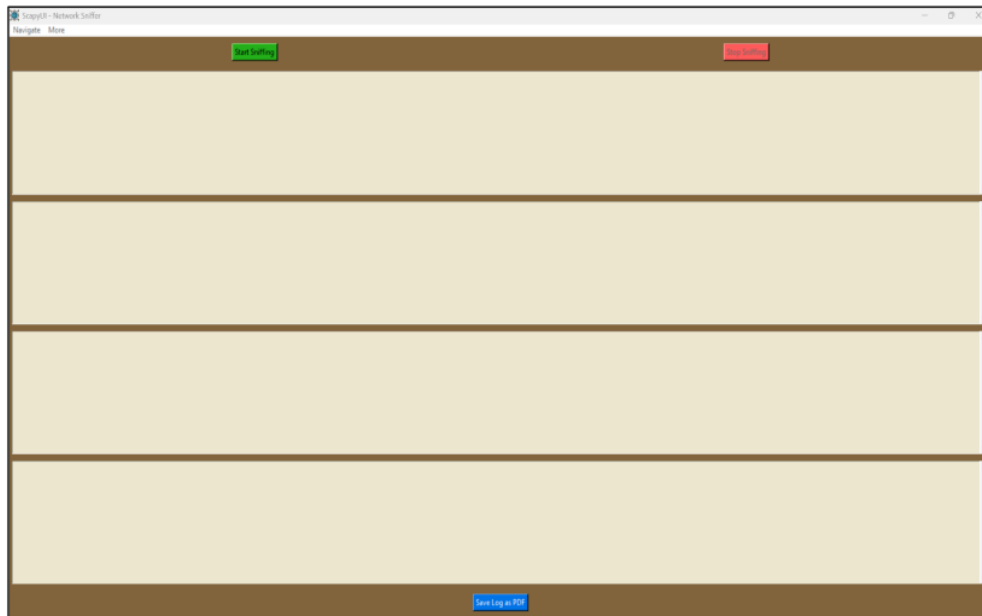 ScapyUI - Network Sniffer
Navigate More
Start Sniffing
Stop Sniffing
Save Log as PDF